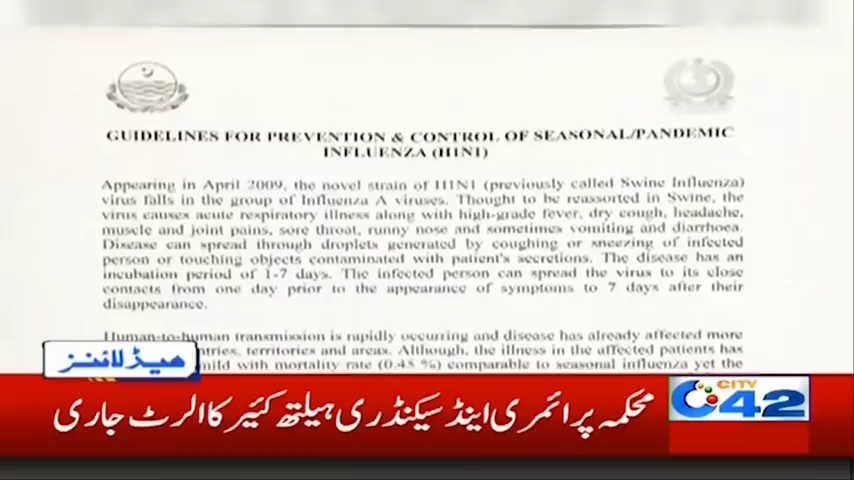 GUIDELINES FOR PREVENTION & CONTROL OF SEASONAL/PANDEMIC
INFLUENZA (H1N1)
Appearing in April 2009, the novel strain of H1N1 (previously called Swine Influenza)
virus falls in the group of Influenza A viruses. Thought to be reassorted in Swine, the
virus causes acute respiratory illness along with high-grade fever, dry cough, headache,
muscle and joint pains, sore throat, runny nose and sometimes vomiting and diarrhoea.
Disease can spread through droplets generated by coughing or sneezing of infected
person or touching objects contaminated with patient's secretions. The disease has an
incubation period of 1-7 days. The infected person can spread the virus to its close
contacts from one day prior to the appearance of symptoms to 7 days after their
disappearance.
Human-to-human transmission is rapidly occurring and disease has already affected more
territories and areas. Although, the illness in the affected patients has
mild with mortality rate (0.45 %) comparable to seasonal influenza yet the
ہیڈلائنز
محکمہ پرائمری اینڈ سیکنڈری ہیلتھ کئیر کا الرٹ جاری
CITY
42